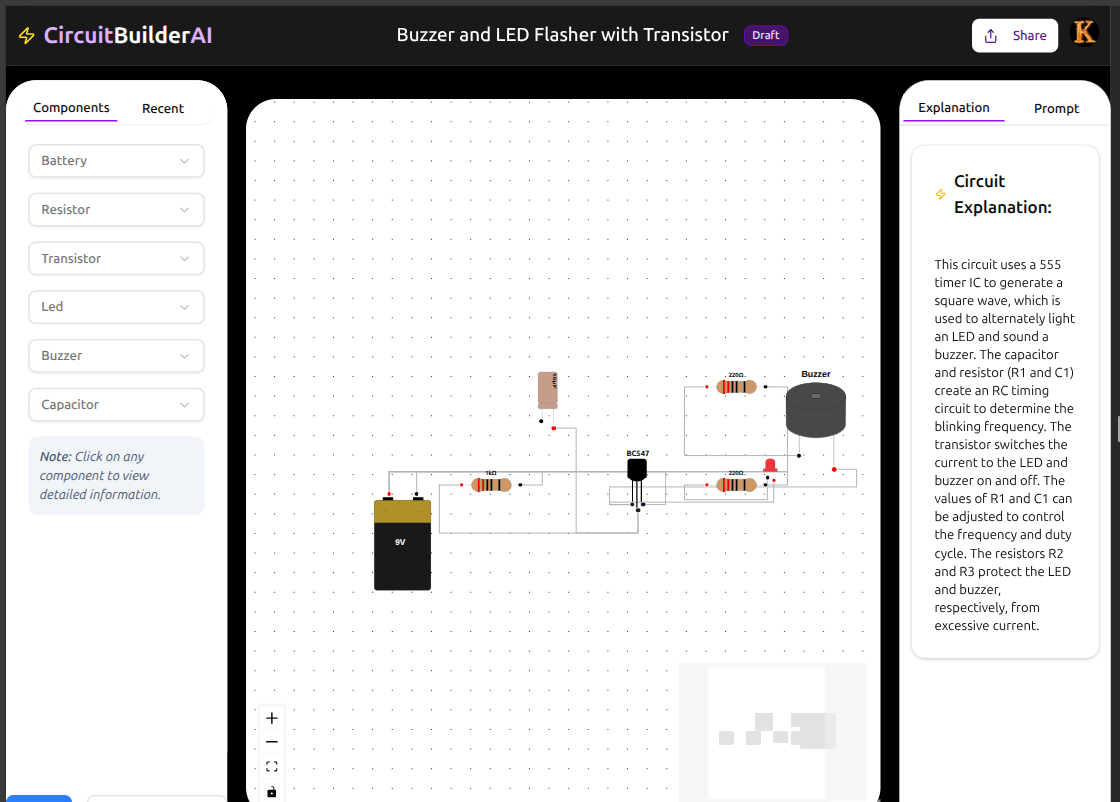 CircuitBuilderAI
Buzzer and LED Flasher with Transistor
Draft
Share
K
Components
Recent
Battery
Resistor
Transistor
Led
Buzzer
Capacitor
Note: Click on any
component to view
detailed information.
220Ω
Buzzer
BC547
1kΩ
220Ω
9V
Explanation
Prompt
Circuit
Explanation:
This circuit uses a 555
timer IC to generate a
square wave, which is
used to alternately light
an LED and sound a
buzzer. The capacitor
and resistor (R1 and C1)
create an RC timing
circuit to determine the
blinking frequency. The
transistor switches the
current to the LED and
buzzer on and off. The
values of R1 and C1 can
be adjusted to control
the frequency and duty
cycle. The resistors R2
and R3 protect the LED
and buzzer,
respectively, from
excessive current.